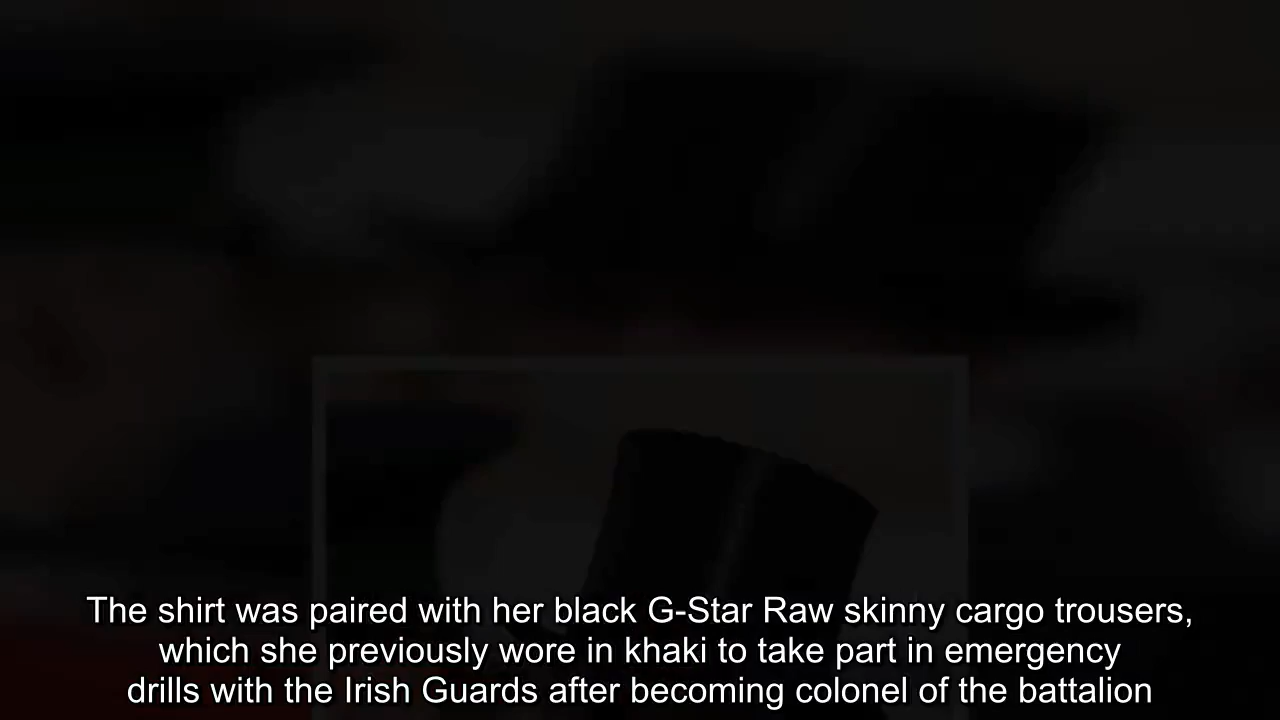 The shirt was paired with her black G-Star Raw skinny cargo trousers,
which she previously wore in khaki to take part in emergency
drills with the Irish Guards after becoming colonel of the battalion